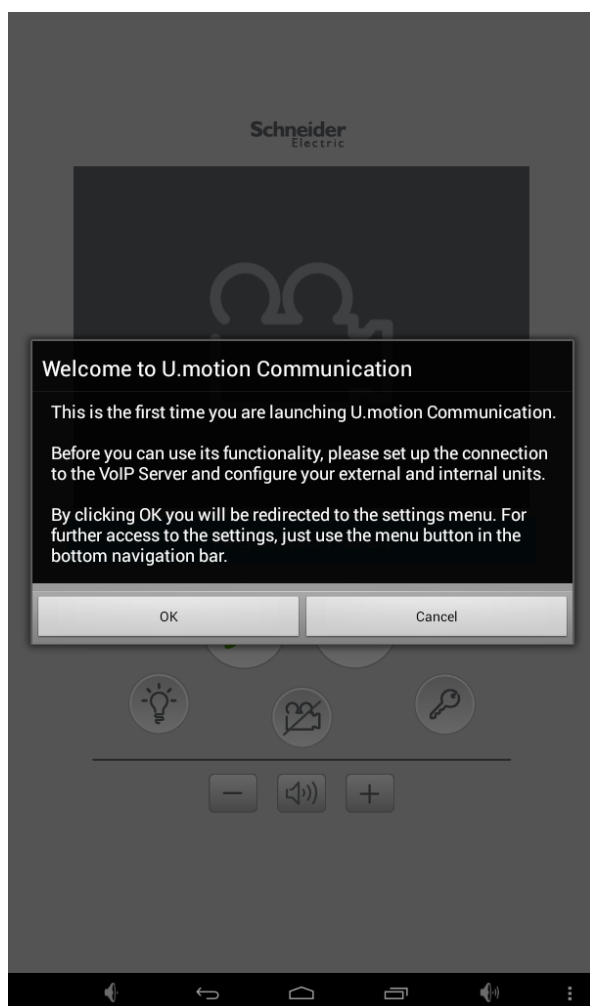 Schneider
Electric
Welcome to U.motion Communication
This is the first time you are launching U.motion Communication.
Before you can use its functionality, please set up the connection
to the VoIP Server and configure your external and internal units.
By clicking OK you will be redirected to the settings menu. For
further access to the settings, just use the menu button in the
bottom navigation bar.
OK
Cancel